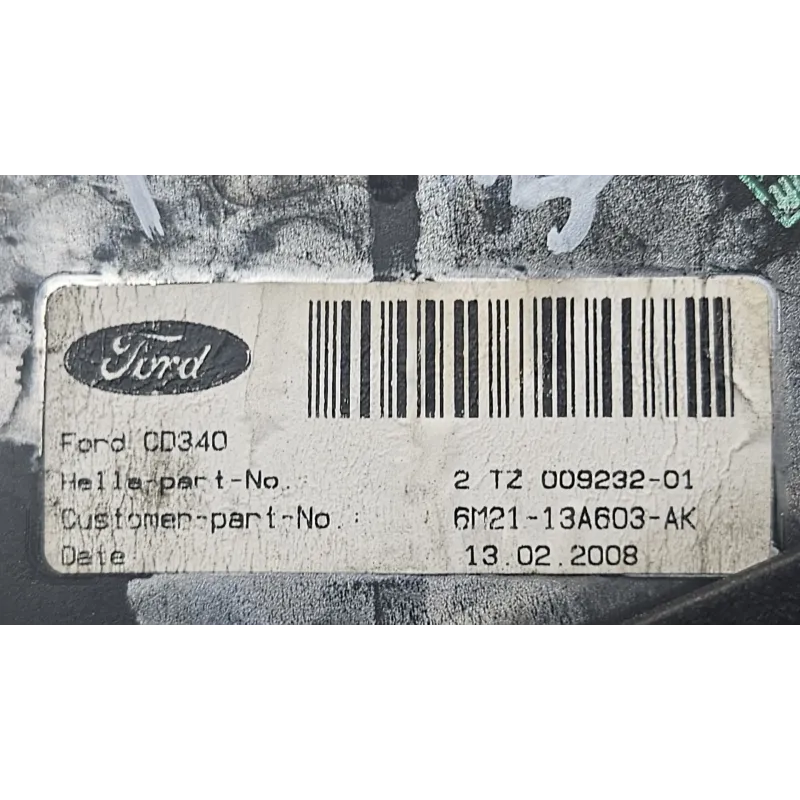 Ford
Ford CD340
Hella-part-No.: 2 TZ 009232-01
Customer-part-No.: 6M21-13A603-AK
Date 13.02.2008